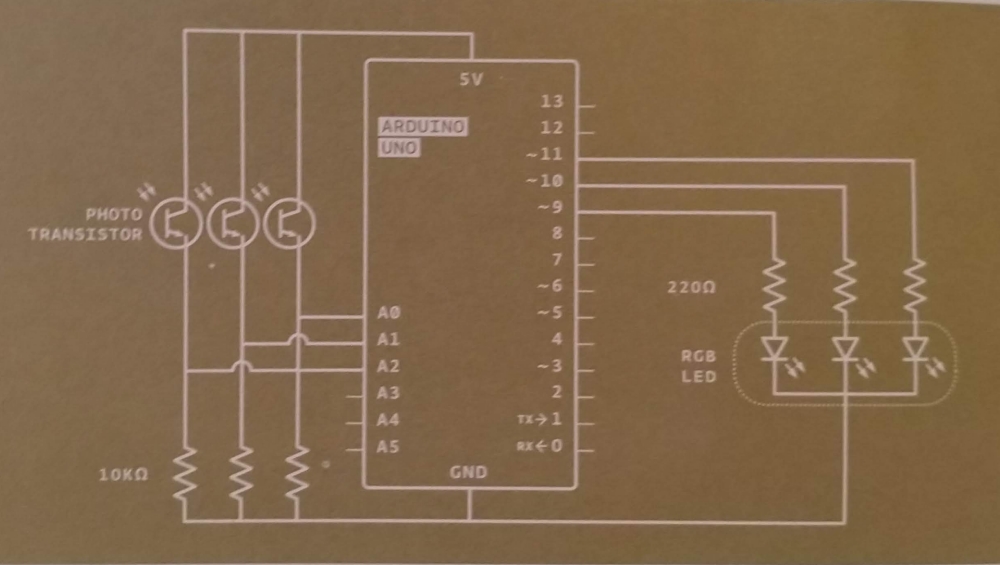 5V
ARDUINO
UNO
13
12
~11
~10
~9
8
7
~6
~5
4
~3
2
TX→1
RX←0
A0
A1
A2
A3
A4
A5
GND
PHOTO
TRANSISTOR
10KΩ
220Ω
RGB
LED